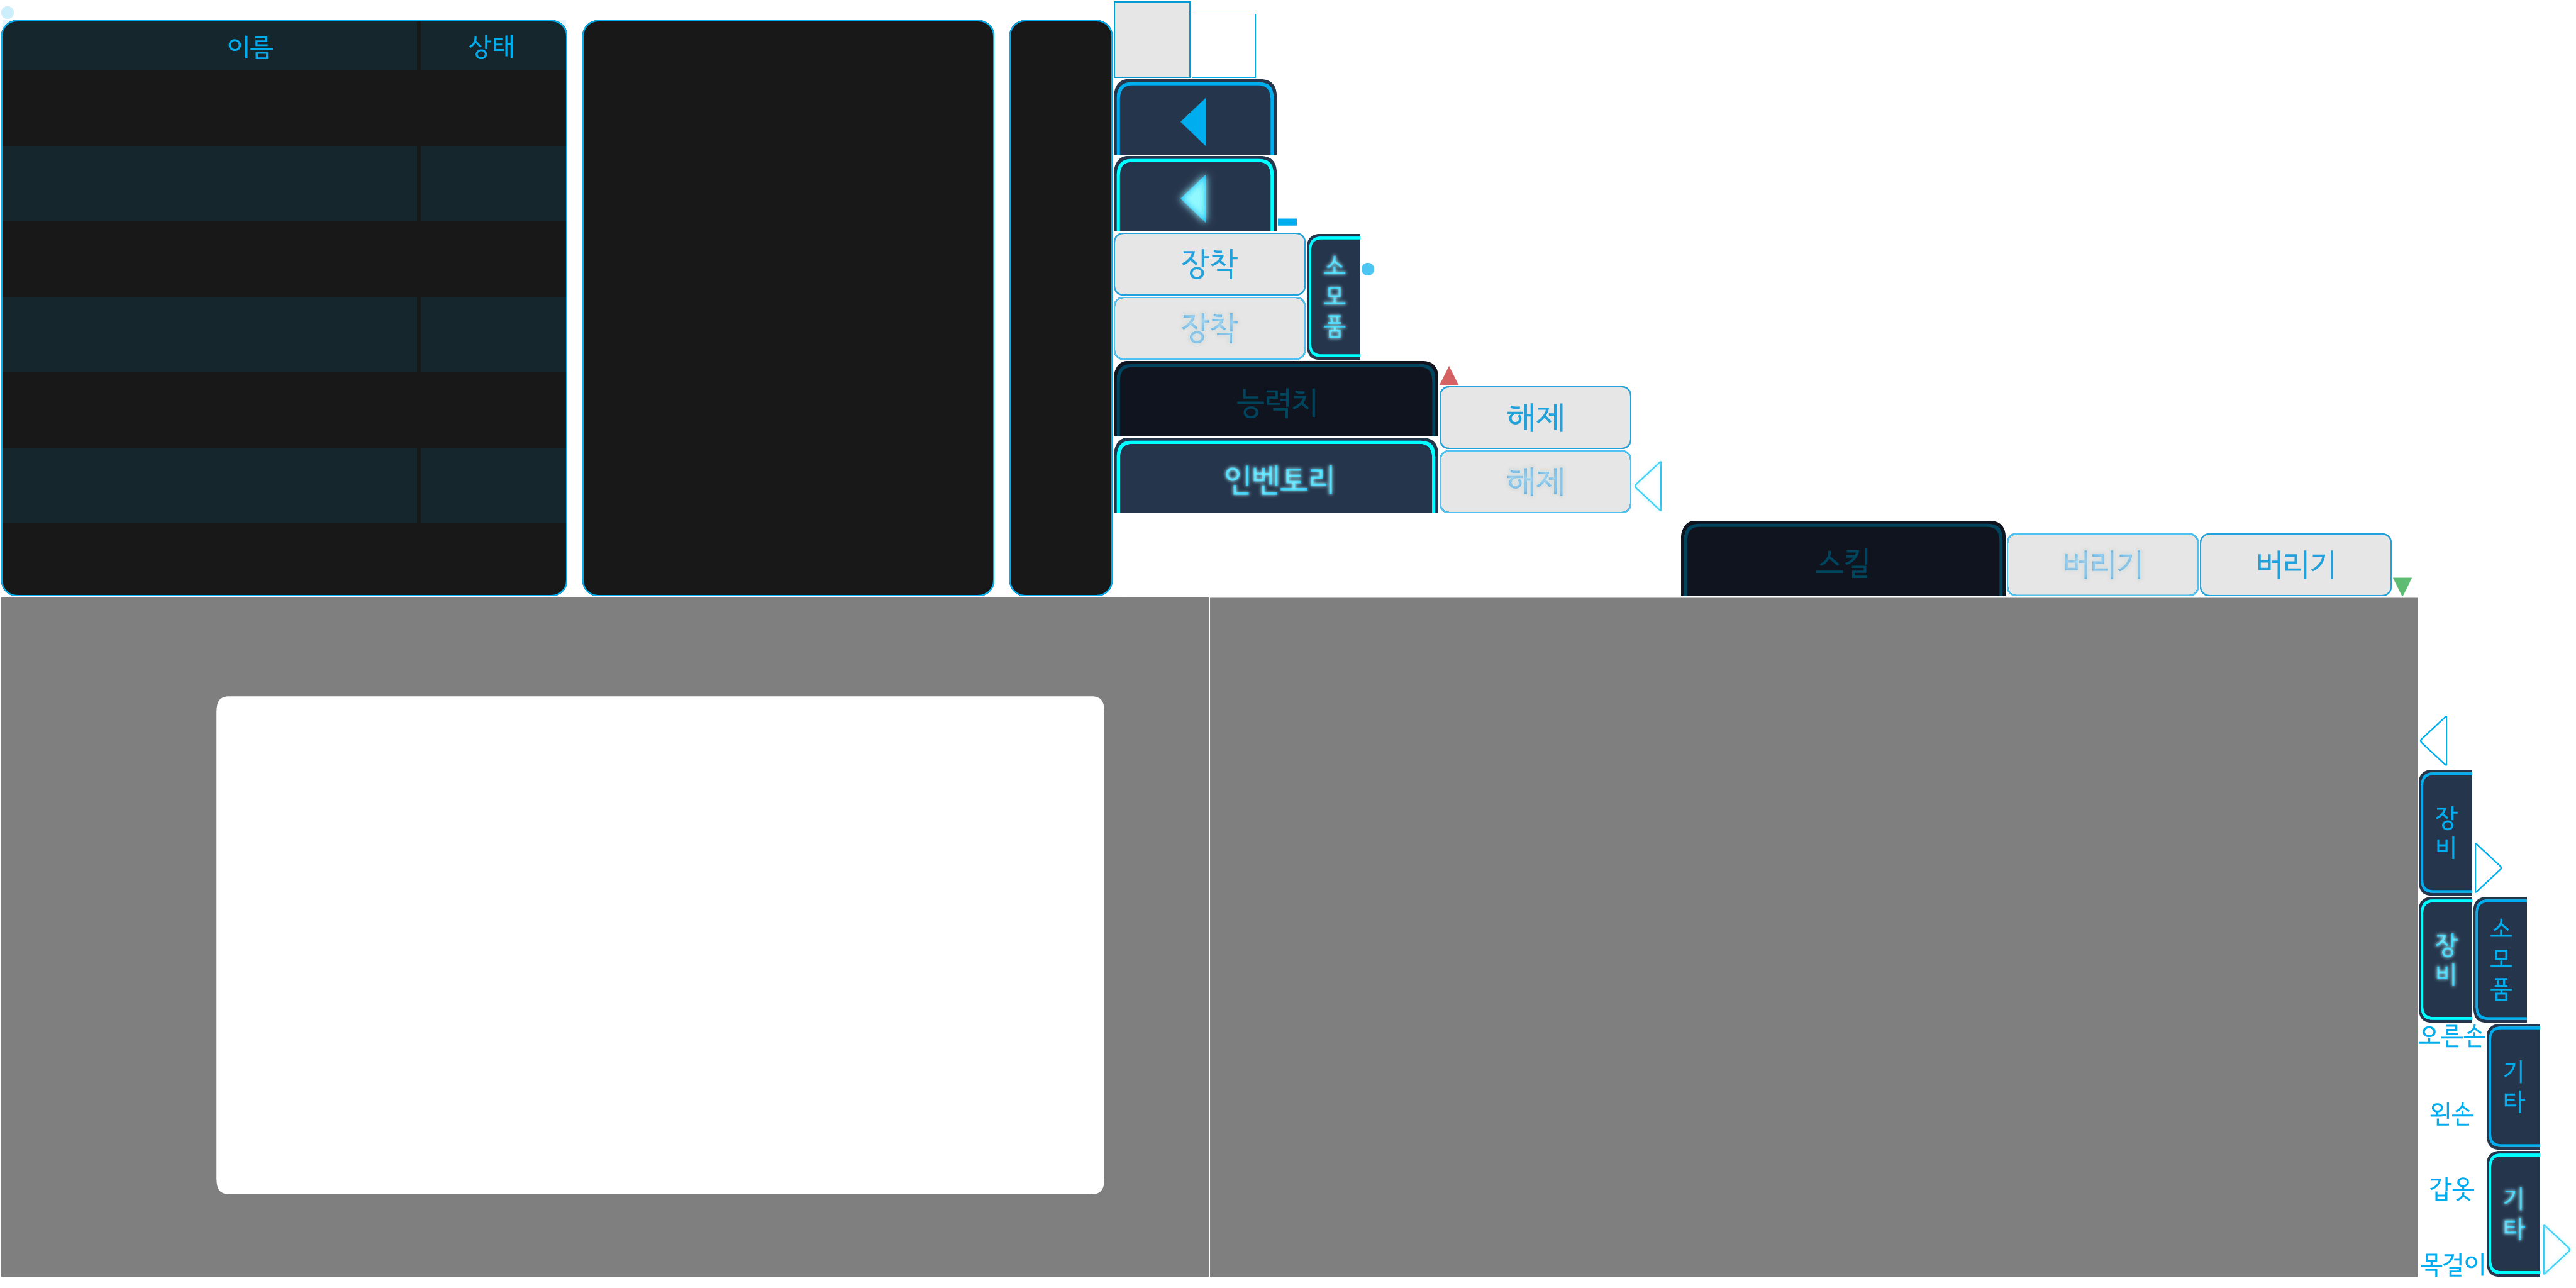 이름
상태
장착
장착
소
모
품
능력치
인벤토리
해제
해제
스킬
버리기
버리기
장
비
장
비
소
모
품
오른손
왼손
갑옷
목걸이
기
타
기
타